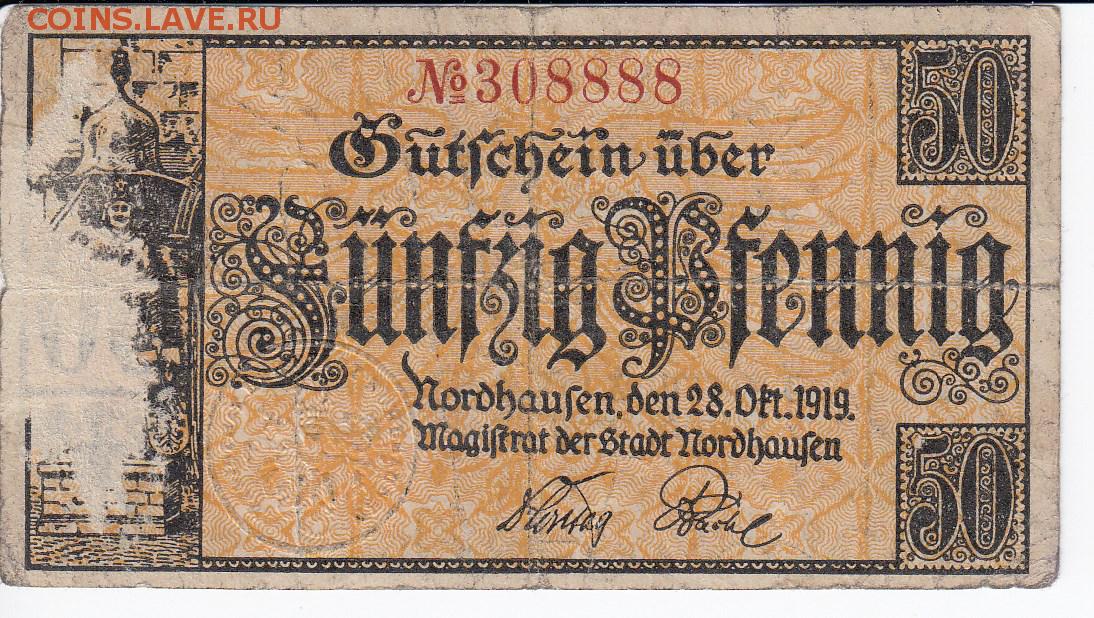 COINS.LAVE.RU
50
№308888
Gutschein über
Fünfzig Pfennig
Nordhausen, den 28. Okt. 1919.
Magistrat der Stadt Nordhausen
50